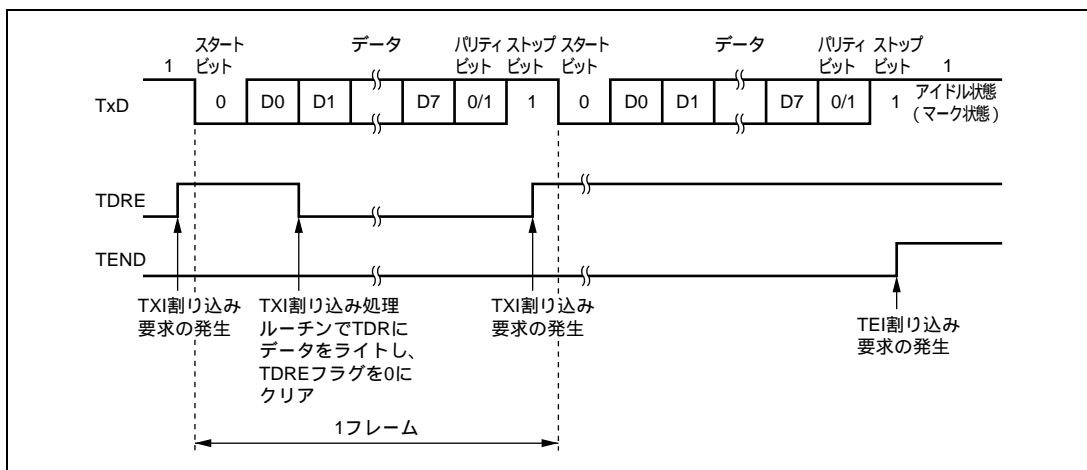 スタート データ パリティ ストップ スタート データ パリティ ストップ
1 ビット ビット ビット ビット ビット ビット 1
TxD 0 D0 D1 D7 0/1 1 0 D0 D1 D7 0/1 1 アイドル状態
(マーク状態)
TDRE
TEND
TXI割り込み
要求の発生
TXI割り込み処理
ルーチンでTDRに
データをライトし、
TDREフラグを0に
クリア
TXI割り込み
要求の発生
TEI割り込み
要求の発生
1フレーム